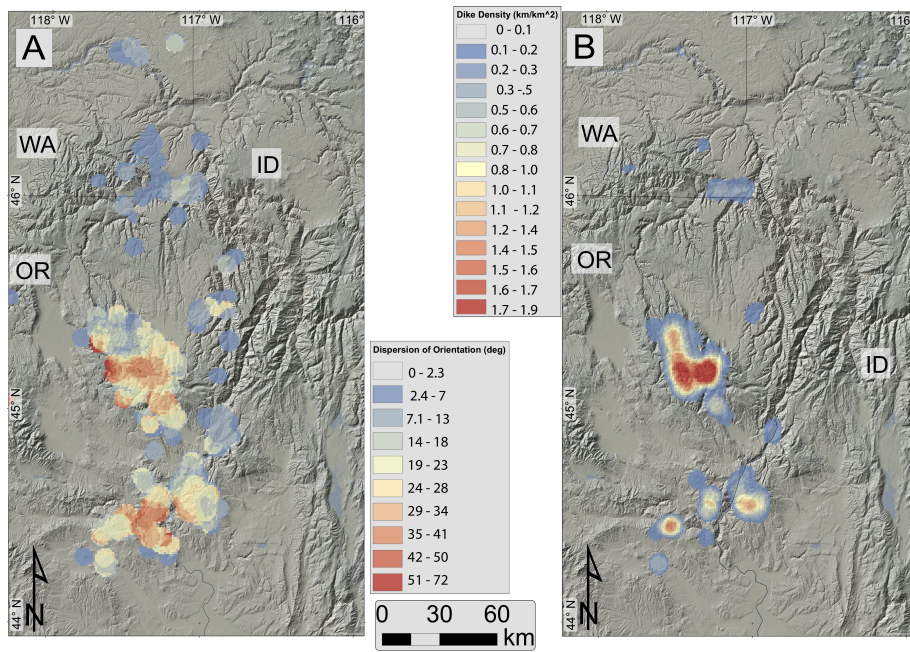 118° W
117° W
116°
A
WA
ID
46° N
OR
45° N
44° N
N
Dike Density (km/km^2)
0 - 0.1
0.1 - 0.2
0.2 - 0.3
0.3 -.5
0.5 - 0.6
0.6 - 0.7
0.7 - 0.8
0.8 - 1.0
1.0 - 1.1
1.1 - 1.2
1.2 - 1.4
1.4 - 1.5
1.5 - 1.6
1.6 - 1.7
1.7 - 1.9
Dispersion of Orientation (deg)
0 - 2.3
2.4 - 7
7.1 - 13
14 - 18
19 - 23
24 - 28
29 - 34
35 - 41
42 - 50
51 - 72
0 30 60
km
118° W
117° W
116°
B
WA
46° N
OR
ID
45° N
44° N
N